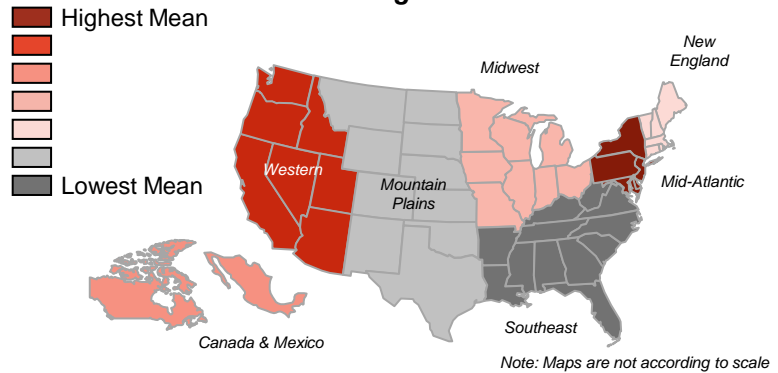 Highest Mean
Lowest Mean
New
England
Midwest
Western
Mountain
Plains
Mid-Atlantic
Southeast
Canada & Mexico
Note: Maps are not according to scale